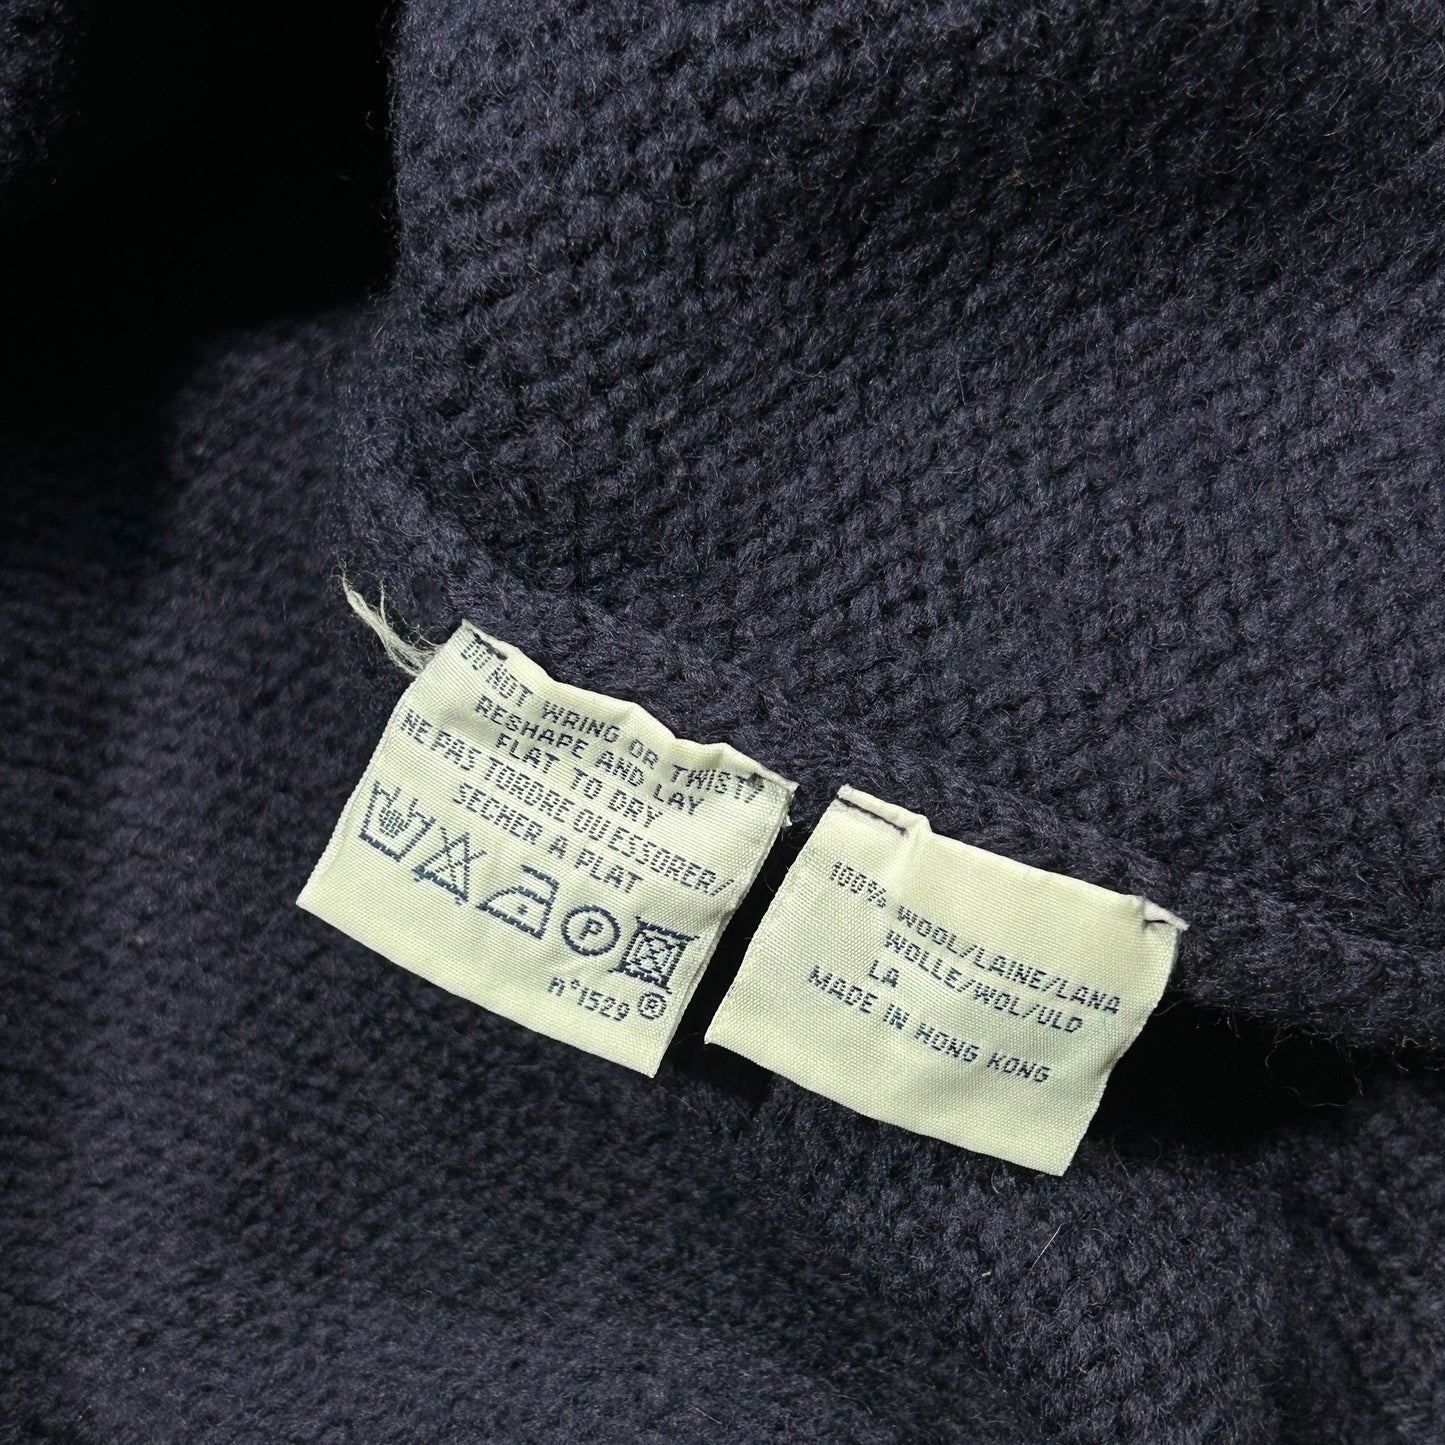 DO NOT WRING OR TWIST/
RESHAPE AND LAY
FLAT TO DRY
NE PAS TORDRE OU ESSORER/
SECHER A PLAT
P
n°1529 ®
100% WOOL/LAINE/LANA
WOLLE/WOL/ULD
LA
MADE IN HONG KONG